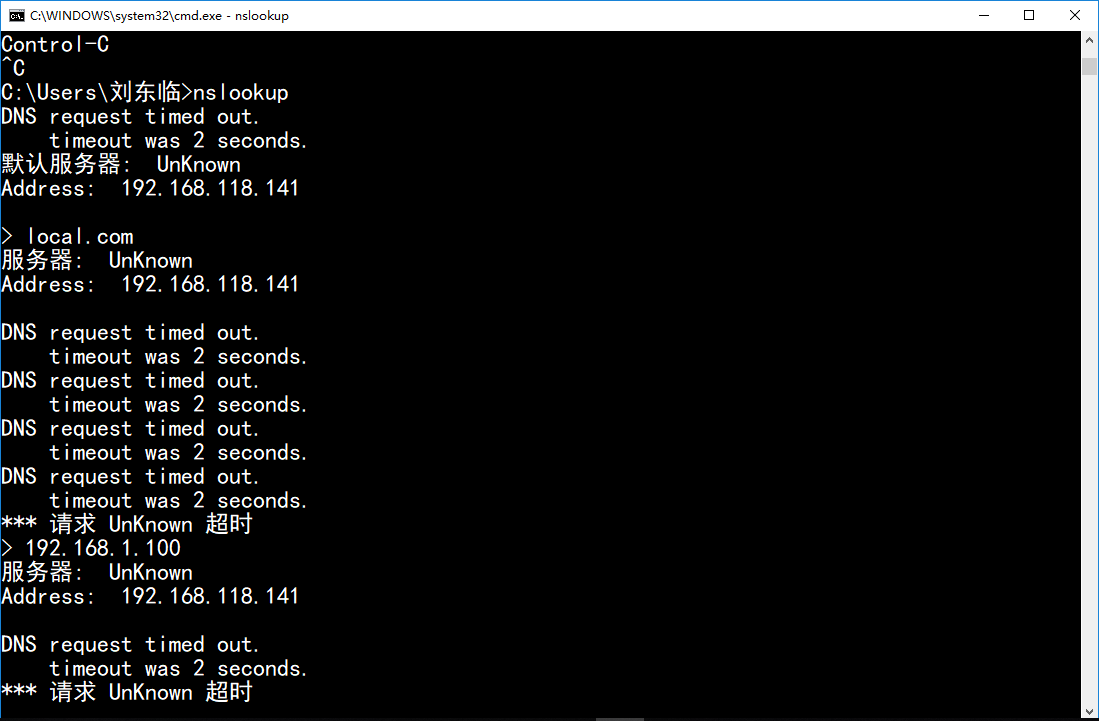 C:\WINDOWS\system32\cmd.exe - nslookup
Control-C
^C
C:\Users\刘东临>nslookup
DNS request timed out.
    timeout was 2 seconds.
默认服务器:  UnKnown
Address:  192.168.118.141

> local.com
服务器:  UnKnown
Address:  192.168.118.141

DNS request timed out.
    timeout was 2 seconds.
DNS request timed out.
    timeout was 2 seconds.
DNS request timed out.
    timeout was 2 seconds.
DNS request timed out.
    timeout was 2 seconds.
*** 请求 UnKnown 超时
> 192.168.1.100
服务器:  UnKnown
Address:  192.168.118.141

DNS request timed out.
    timeout was 2 seconds.
*** 请求 UnKnown 超时